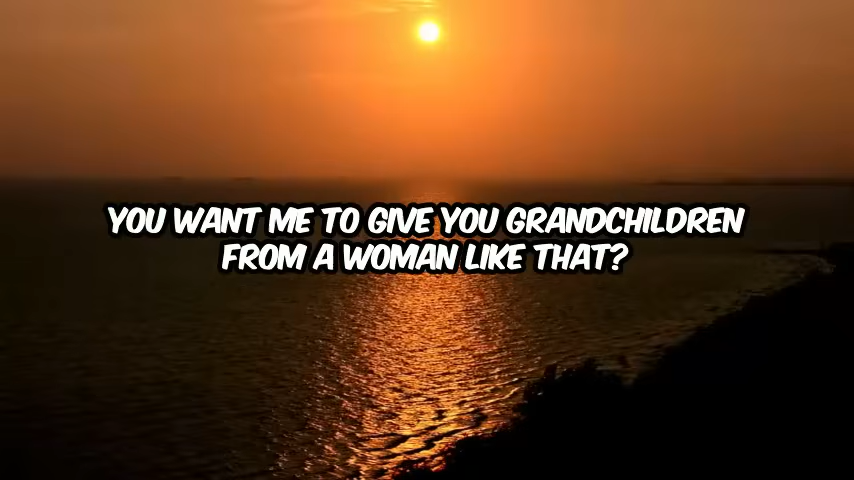 YOU WANT ME TO GIVE YOU GRANDCHILDREN
FROM A WOMAN LIKE THAT?